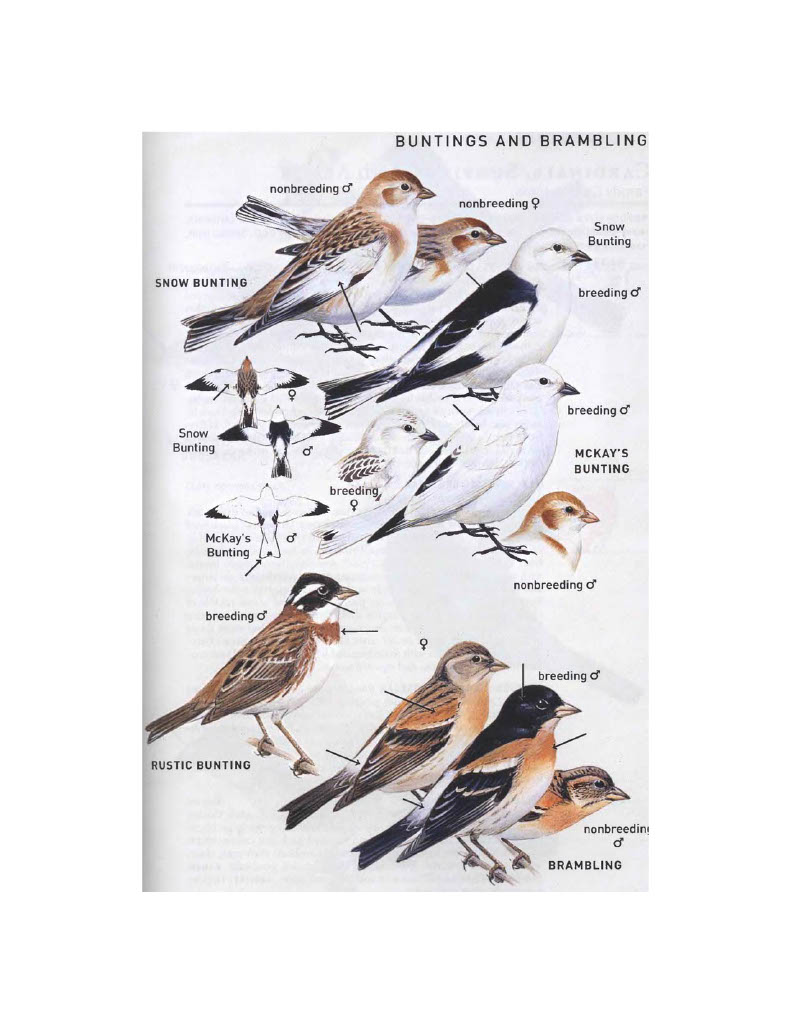 BUNTINGS AND BRAMBLING
nonbreeding ♂
nonbreeding ♀
Snow
Bunting
SNOW BUNTING
breeding ♂
♀
breeding ♂
Snow
Bunting
♂
MCKAY'S
BUNTING
breeding
♀
McKay's
Bunting
♂
nonbreeding ♂
breeding ♂
♀
breeding ♂
RUSTIC BUNTING
nonbreeding
♂
BRAMBLING